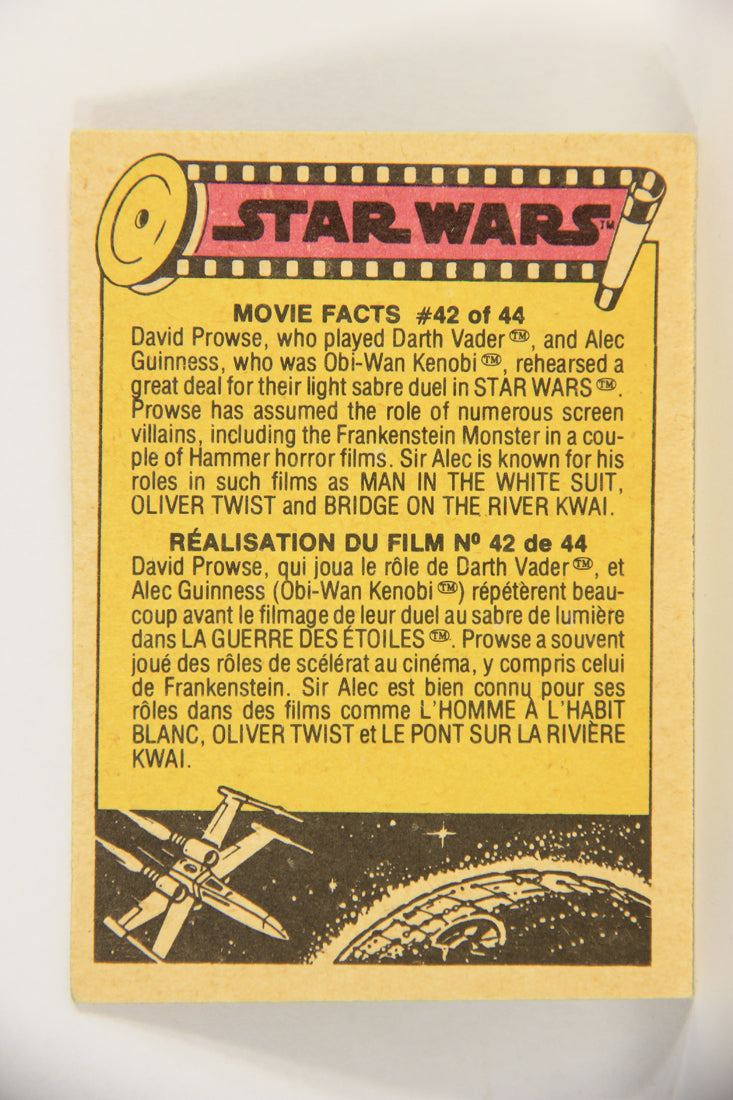 STAR WARS™
MOVIE FACTS #42 of 44
David Prowse, who played Darth Vader™, and Alec
Guinness, who was Obi-Wan Kenobi™, rehearsed a
great deal for their light sabre duel in STAR WARS™.
Prowse has assumed the role of numerous screen
villains, including the Frankenstein Monster in a cou-
ple of Hammer horror films. Sir Alec is known for his
roles in such films as MAN IN THE WHITE SUIT,
OLIVER TWIST and BRIDGE ON THE RIVER KWAI.
RÉALISATION DU FILM Nº 42 de 44
David Prowse, qui joua le rôle de Darth Vader™, et
Alec Guinness (Obi-Wan Kenobi™) répétèrent beau-
coup avant le filmage de leur duel au sabre de lumière
dans LA GUERRE DES ÉTOILES™. Prowse a souvent
joué des rôles de scélérat au cinéma, y compris celui
de Frankenstein. Sir Alec est bien connu pour ses
rôles dans des films comme L'HOMME À L'HABIT
BLANC, OLIVER TWIST et LE PONT SUR LA RIVIÈRE
KWAI.